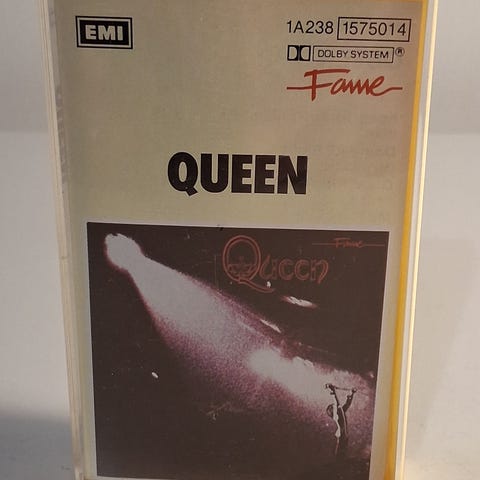 EMI
1A238 1575014
DOLBY SYSTEM®
Fame
QUEEN
Fame
Queen